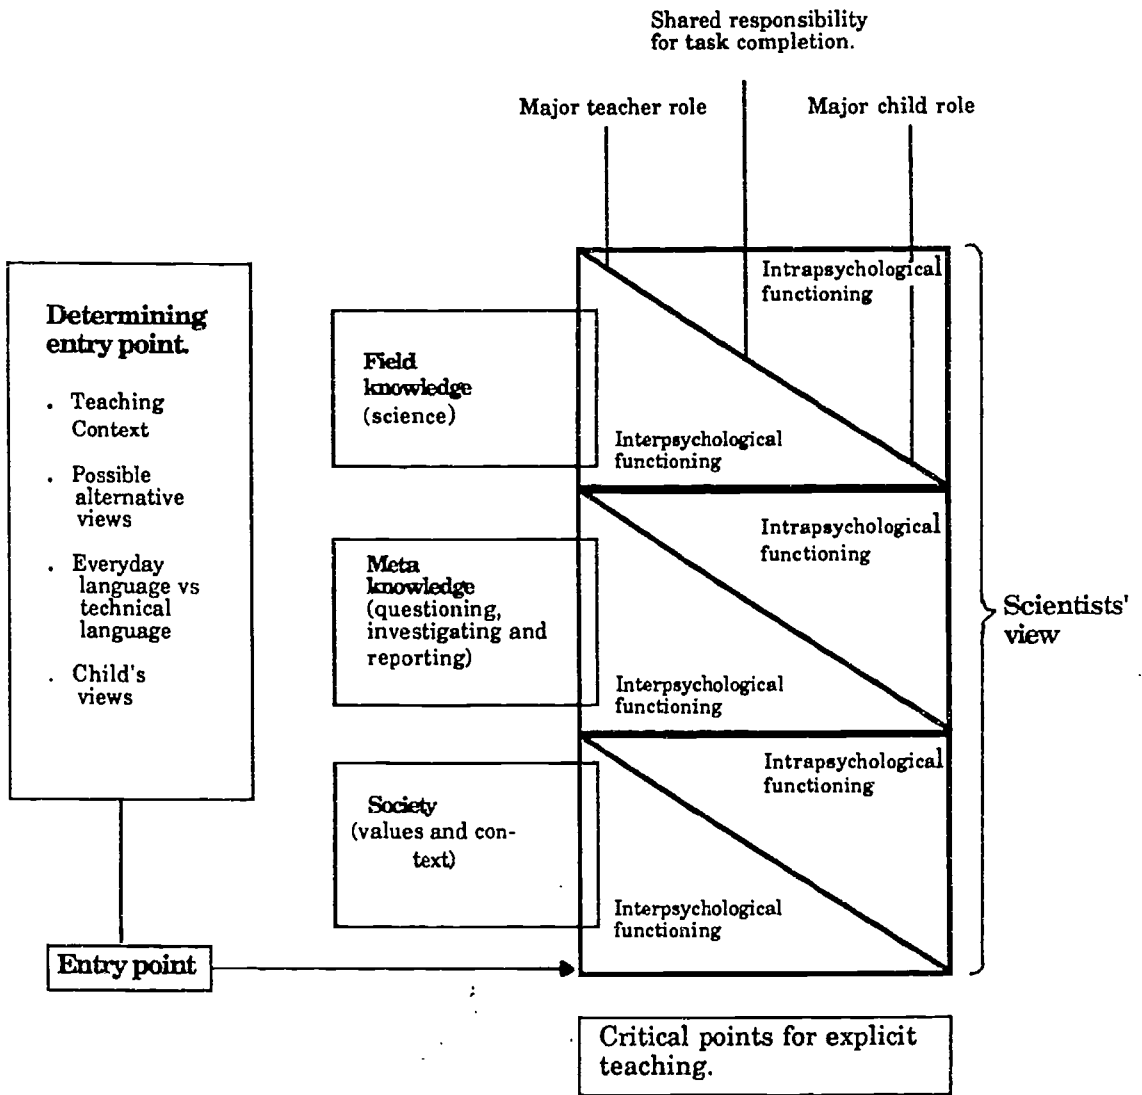 Shared responsibility
for task completion.
Major teacher role
Major child role
Determining
entry point.
. Teaching
Context
. Possible
alternative
views
. Everyday
language vs
technical
language
. Child's
views
Entry point
Field
knowledge
(science)
Intrapsychological
functioning
Interpsychological
functioning
Meta
knowledge
(questioning,
investigating and
reporting)
Intrapsychological
functioning
Interpsychological
functioning
Society
(values and con-
text)
Intrapsychological
functioning
Interpsychological
functioning
Scientists'
view
Critical points for explicit
teaching.